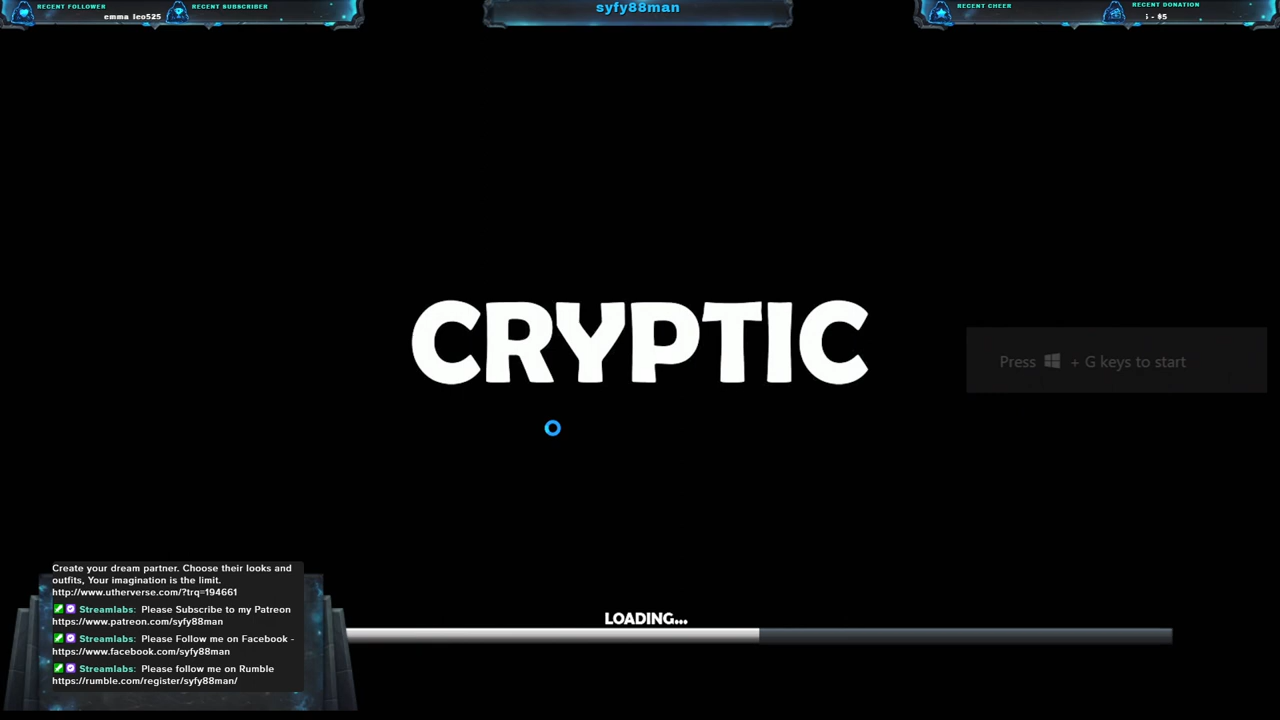 RECENT FOLLOWER
emma_leo525
RECENT SUBSCRIBER
syfy88man
RECENT CHEER
RECENT DONATION
i - $5
CRYPTIC
Press + G keys to start
LOADING...
Create your dream partner. Choose their looks and
outfits, Your imagination is the limit.
http://www.utherverse.com/?trq=194661
Streamlabs: Please Subscribe to my Patreon
https://www.patreon.com/syfy88man
Streamlabs: Please Follow me on Facebook -
https://www.facebook.com/syfy88man
Streamlabs: Please follow me on Rumble
https://rumble.com/register/syfy88man/